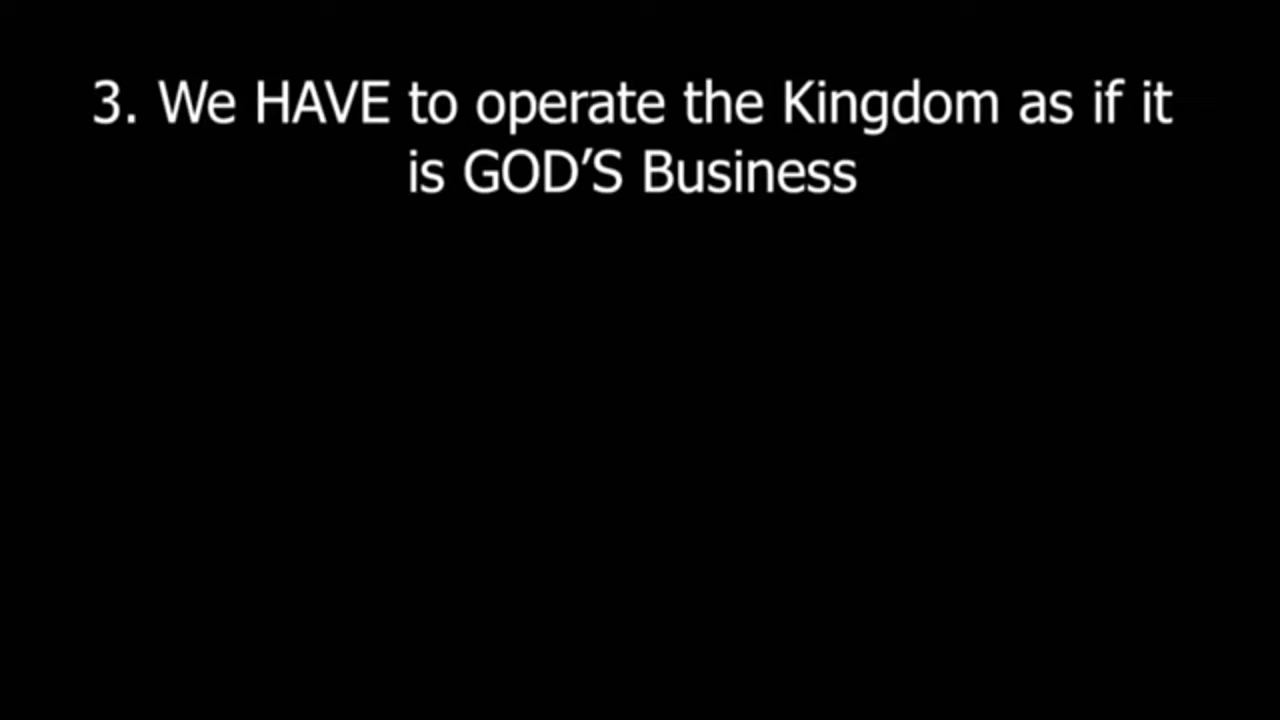 3. We HAVE to operate the Kingdom as if it
is GOD’S Business